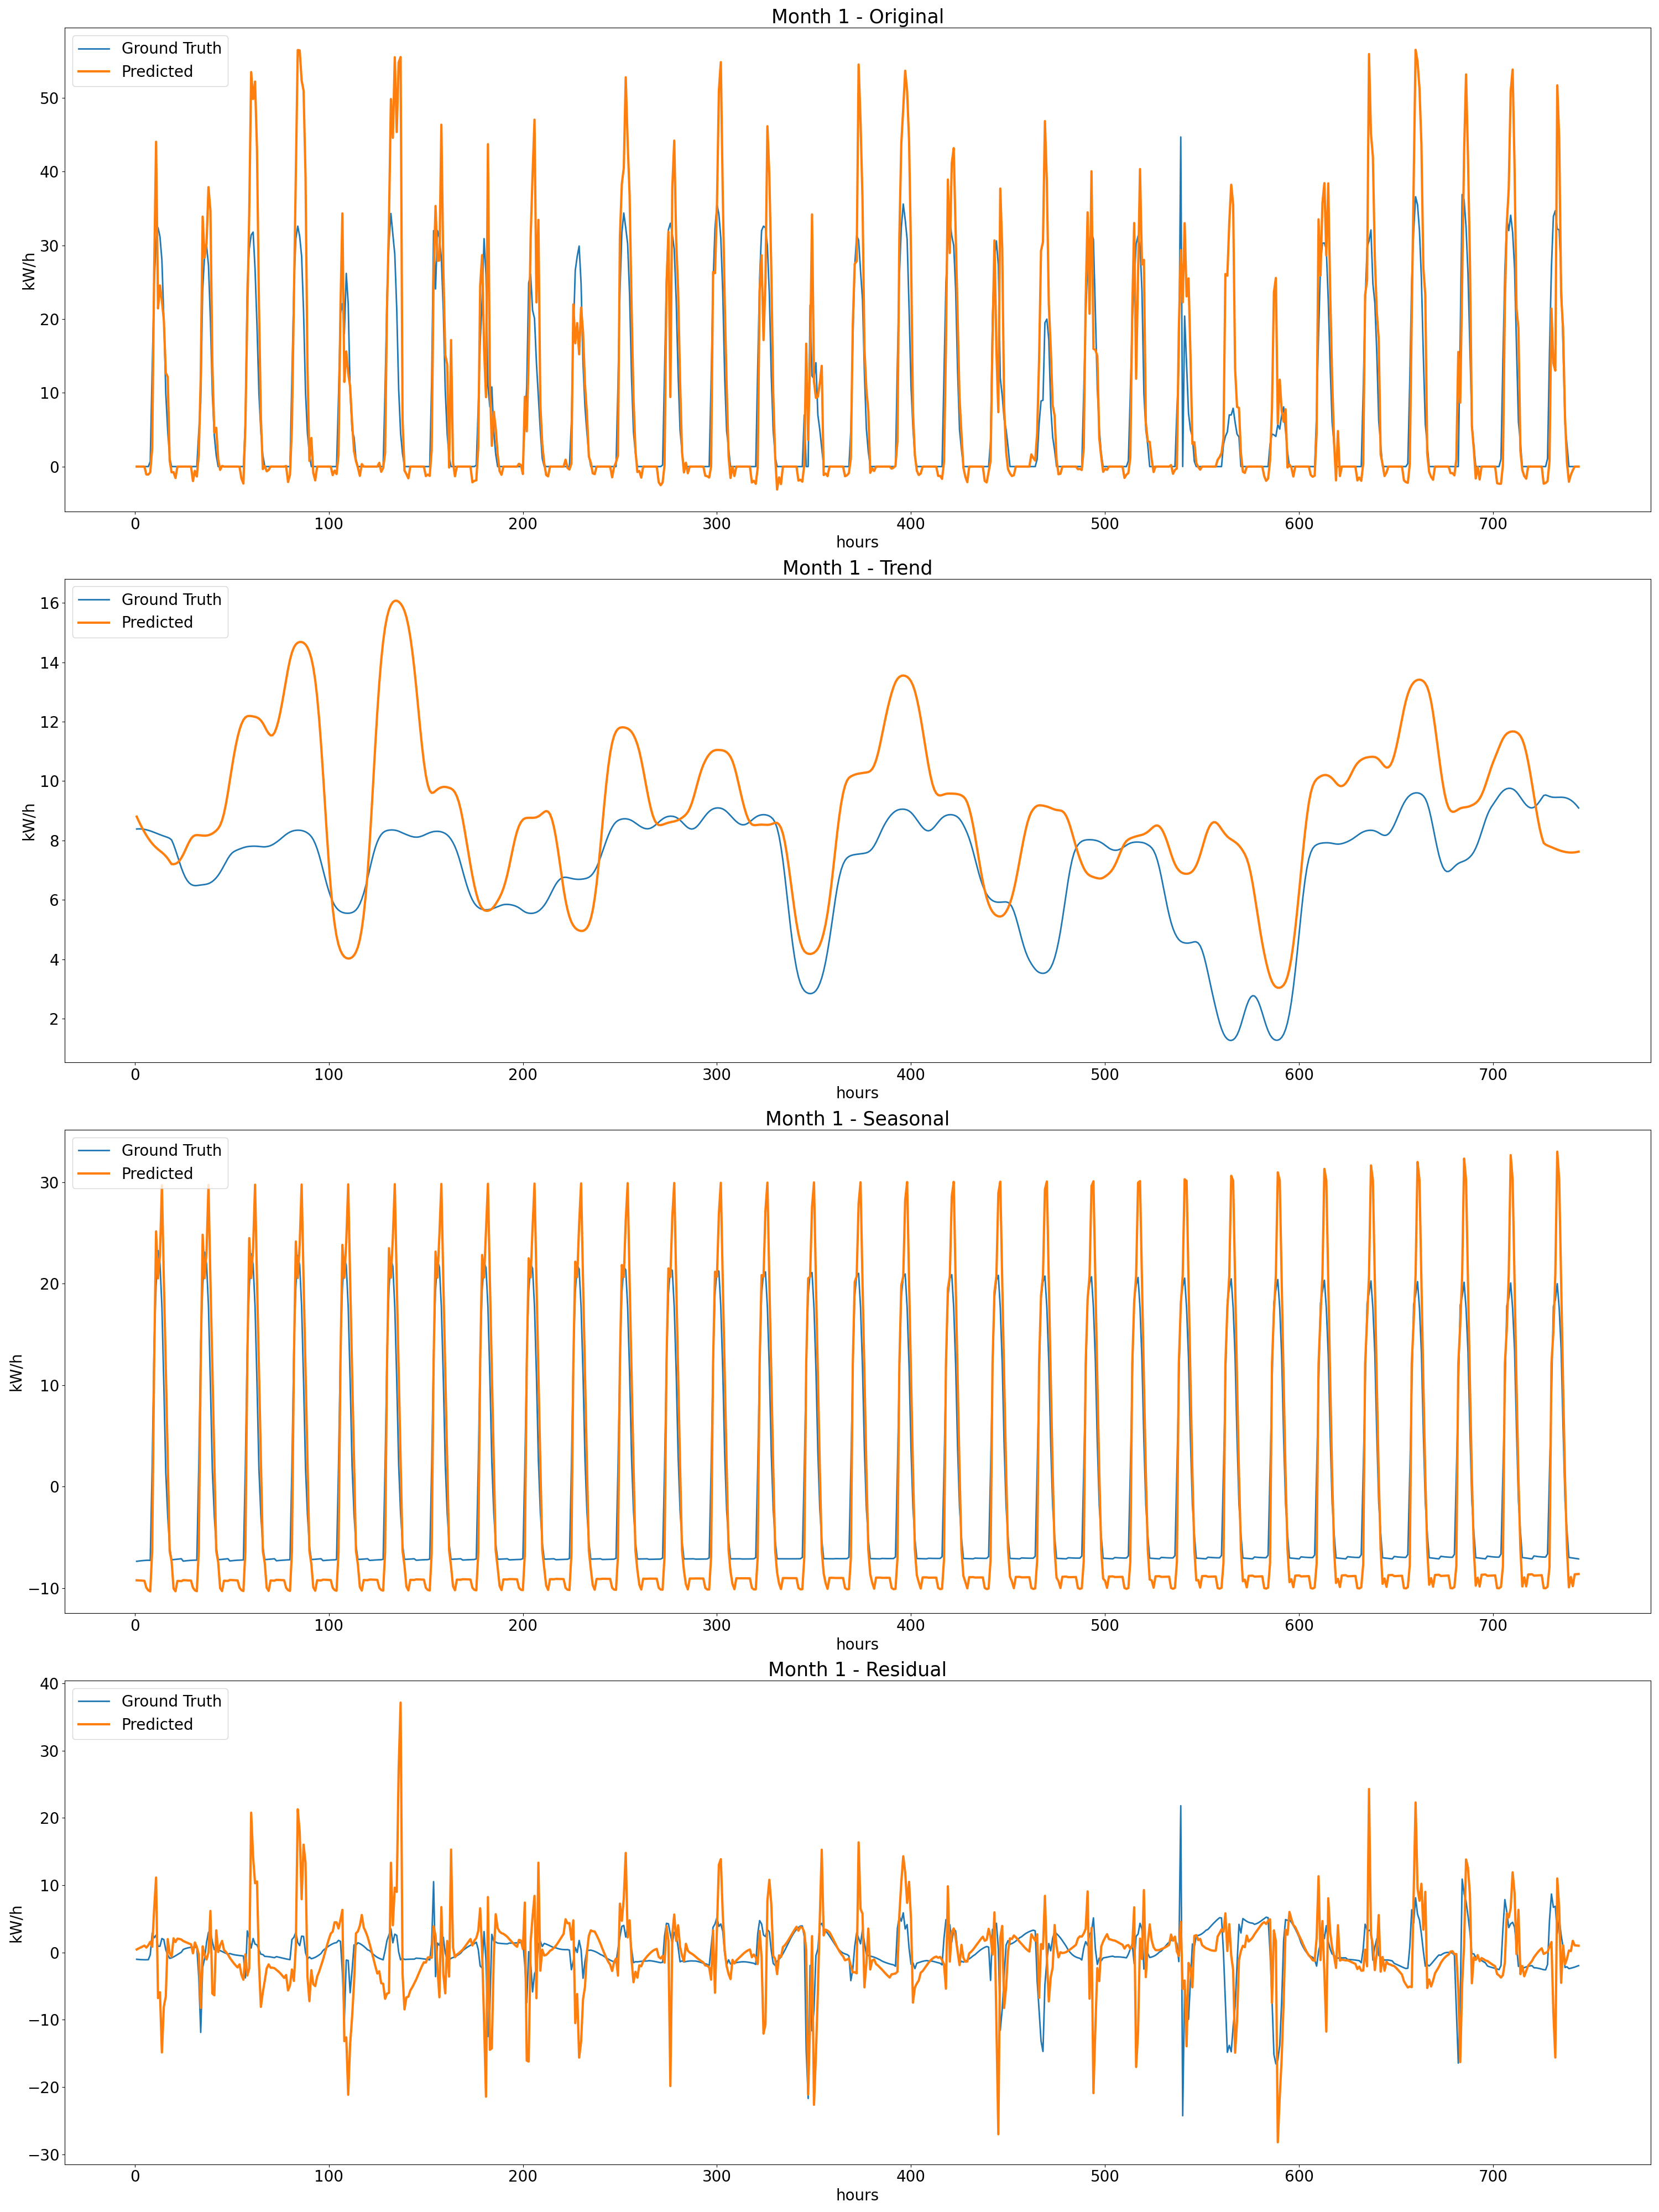 Month 1 - Original
Ground Truth
Predicted
kW/h
50
40
30
20
10
0
0 100 200 300 400 500 600 700
hours
Month 1 - Trend
Ground Truth
Predicted
kW/h
16
14
12
10
8
6
4
2
0 100 200 300 400 500 600 700
hours
Month 1 - Seasonal
Ground Truth
Predicted
kW/h
30
20
10
0
−10
0 100 200 300 400 500 600 700
hours
Month 1 - Residual
Ground Truth
Predicted
kW/h
40
30
20
10
0
−10
−20
−30
0 100 200 300 400 500 600 700
hours